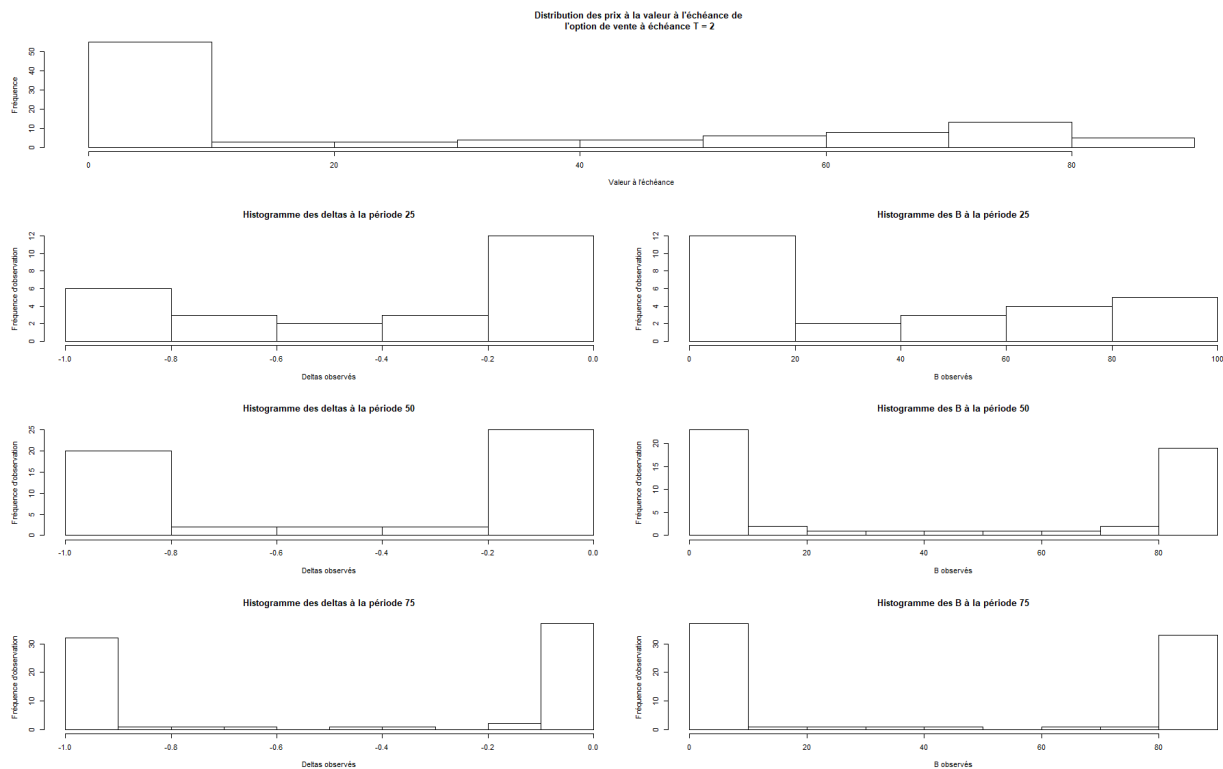 Distribution des prix à la valeur à l'échéance de
l'option de vente à échéance T = 2
Fréquence
0 10 20 30 40 50
0 20 40 60 80
Valeur à l'échéance
Histogramme des deltas à la période 25
Fréquence d'observation
0 2 4 6 8 10 12
-1.0 -0.8 -0.6 -0.4 -0.2 0.0
Deltas observés
Histogramme des B à la période 25
Fréquence d'observation
0 2 4 6 8 10 12
0 20 40 60 80 100
B observés
Histogramme des deltas à la période 50
Fréquence d'observation
0 5 10 15 20 25
-1.0 -0.8 -0.6 -0.4 -0.2 0.0
Deltas observés
Histogramme des B à la période 50
Fréquence d'observation
0 5 10 15 20
0 20 40 60 80
B observés
Histogramme des deltas à la période 75
Fréquence d'observation
0 10 20 30
-1.0 -0.8 -0.6 -0.4 -0.2 0.0
Deltas observés
Histogramme des B à la période 75
Fréquence d'observation
0 10 20 30
0 20 40 60 80
B observés